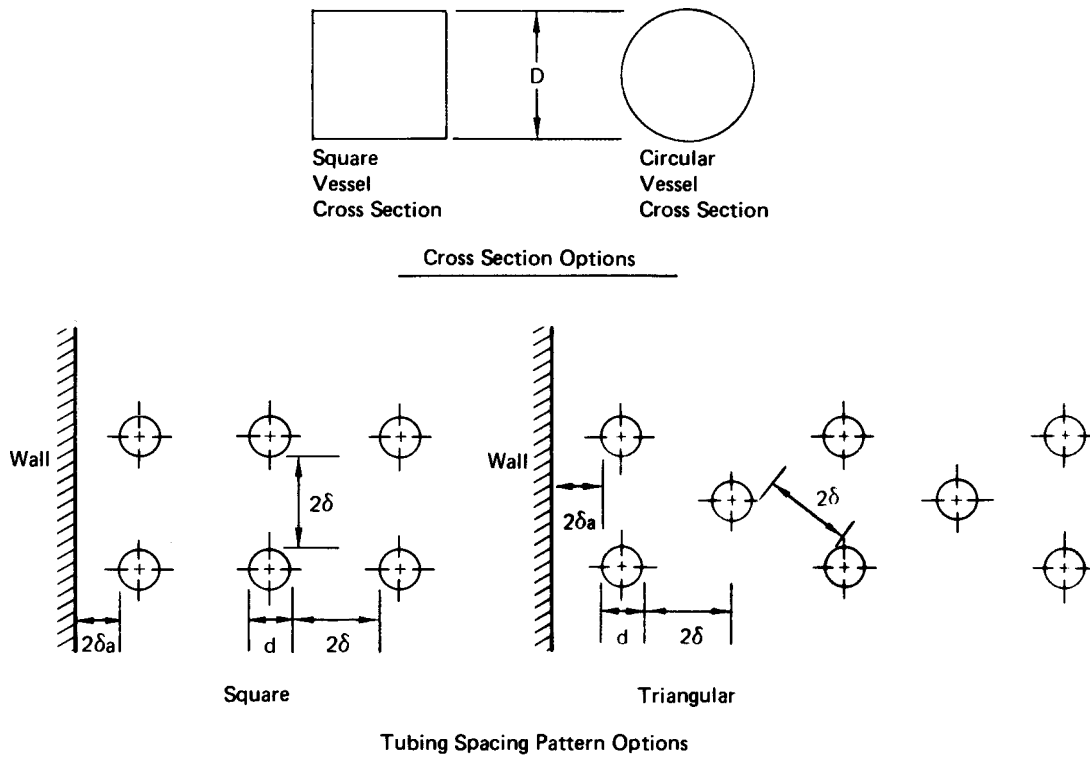 D
Square
Vessel
Cross Section
Circular
Vessel
Cross Section
Cross Section Options
Wall
2δ
2δa
d
2δ
Square
Wall
2δa
2δ
d
2δ
Triangular
Tubing Spacing Pattern Options